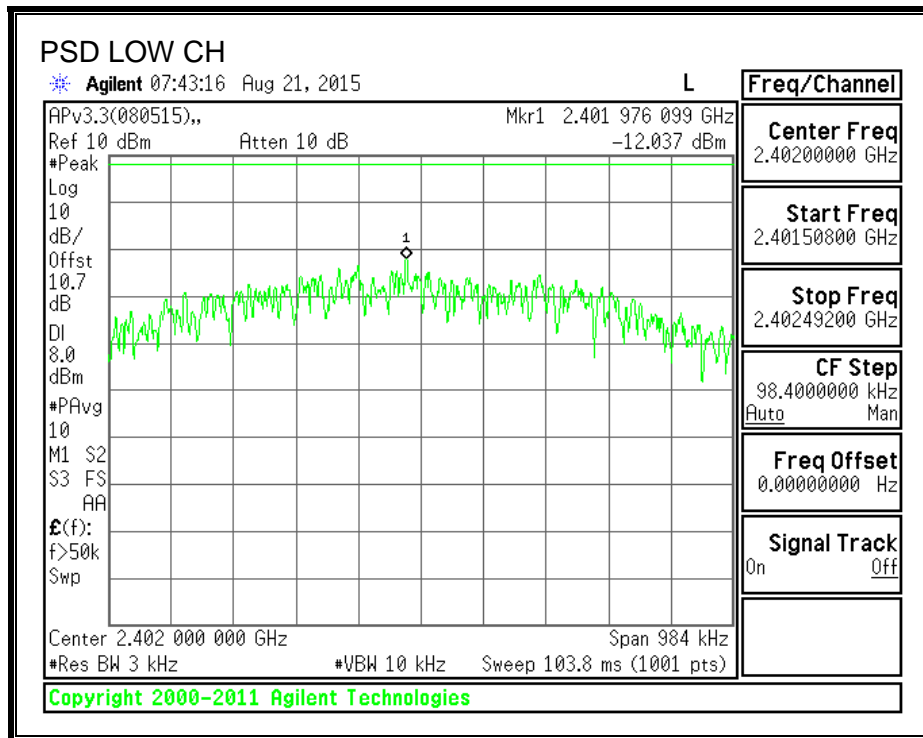 PSD LOW CH
Agilent 07:43:16 Aug 21, 2015 L
APv3.3(080515),, Mkr1 2.401 976 099 GHz
Ref 10 dBm Atten 10 dB -12.037 dBm
#Peak
Log
10
dB/
Offst
10.7
dB
DI
8.0
dBm
#PAvg
10
M1 S2
S3 FS
AA
£(f):
f>50k
Swp
1
Center 2.402 000 000 GHz Span 984 kHz
#Res BW 3 kHz #VBW 10 kHz Sweep 103.8 ms (1001 pts)
Copyright 2000-2011 Agilent Technologies
Freq/Channel
Center Freq
2.40200000 GHz
Start Freq
2.40150800 GHz
Stop Freq
2.40249200 GHz
CF Step
98.4000000 kHz
Auto Man
Freq Offset
0.00000000 Hz
Signal Track
On Off